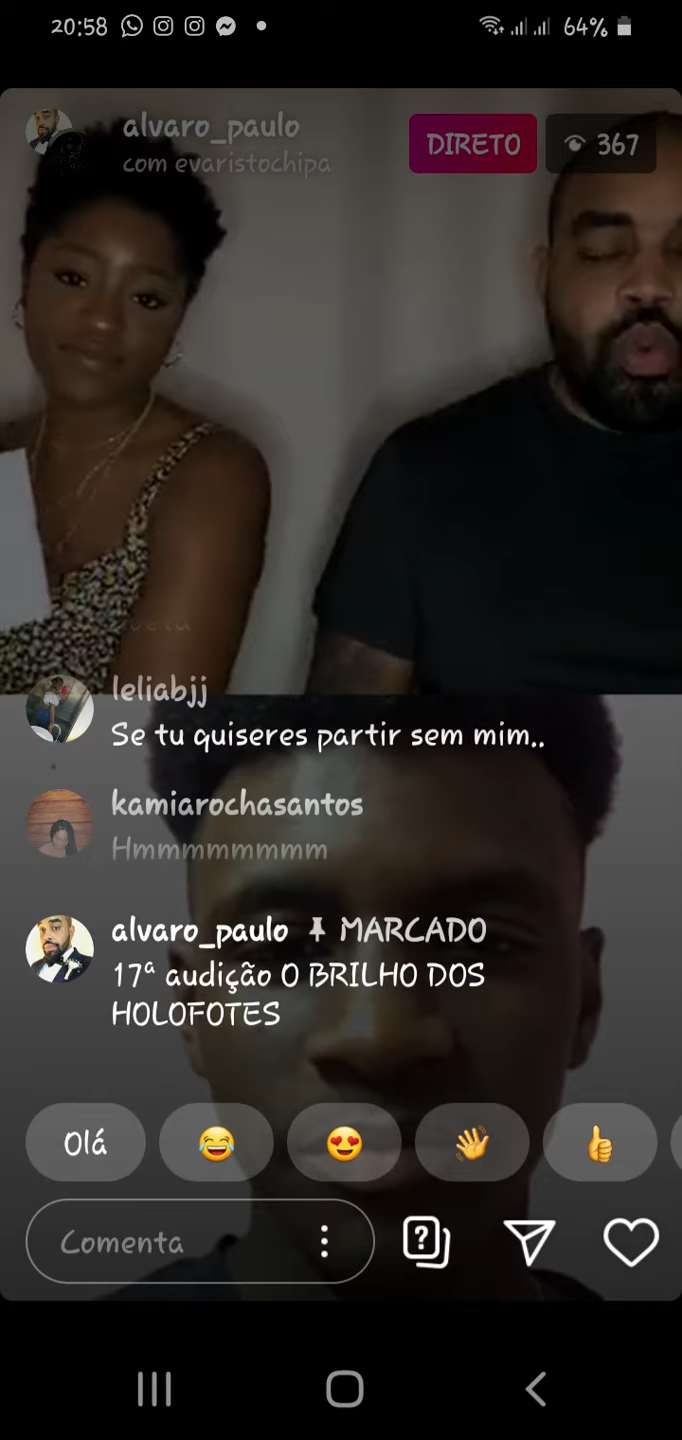 20:58
64%
alvaro_paulo
com evaristochipa
DIRETO
367
leliabjj
Se tu quiseres partir sem mim..
kamiarochasantos
Hmmmmmmmm
alvaro_paulo MARCADO
17ª audição O BRILHO DOS
HOLOFOTES
Olá
Comenta